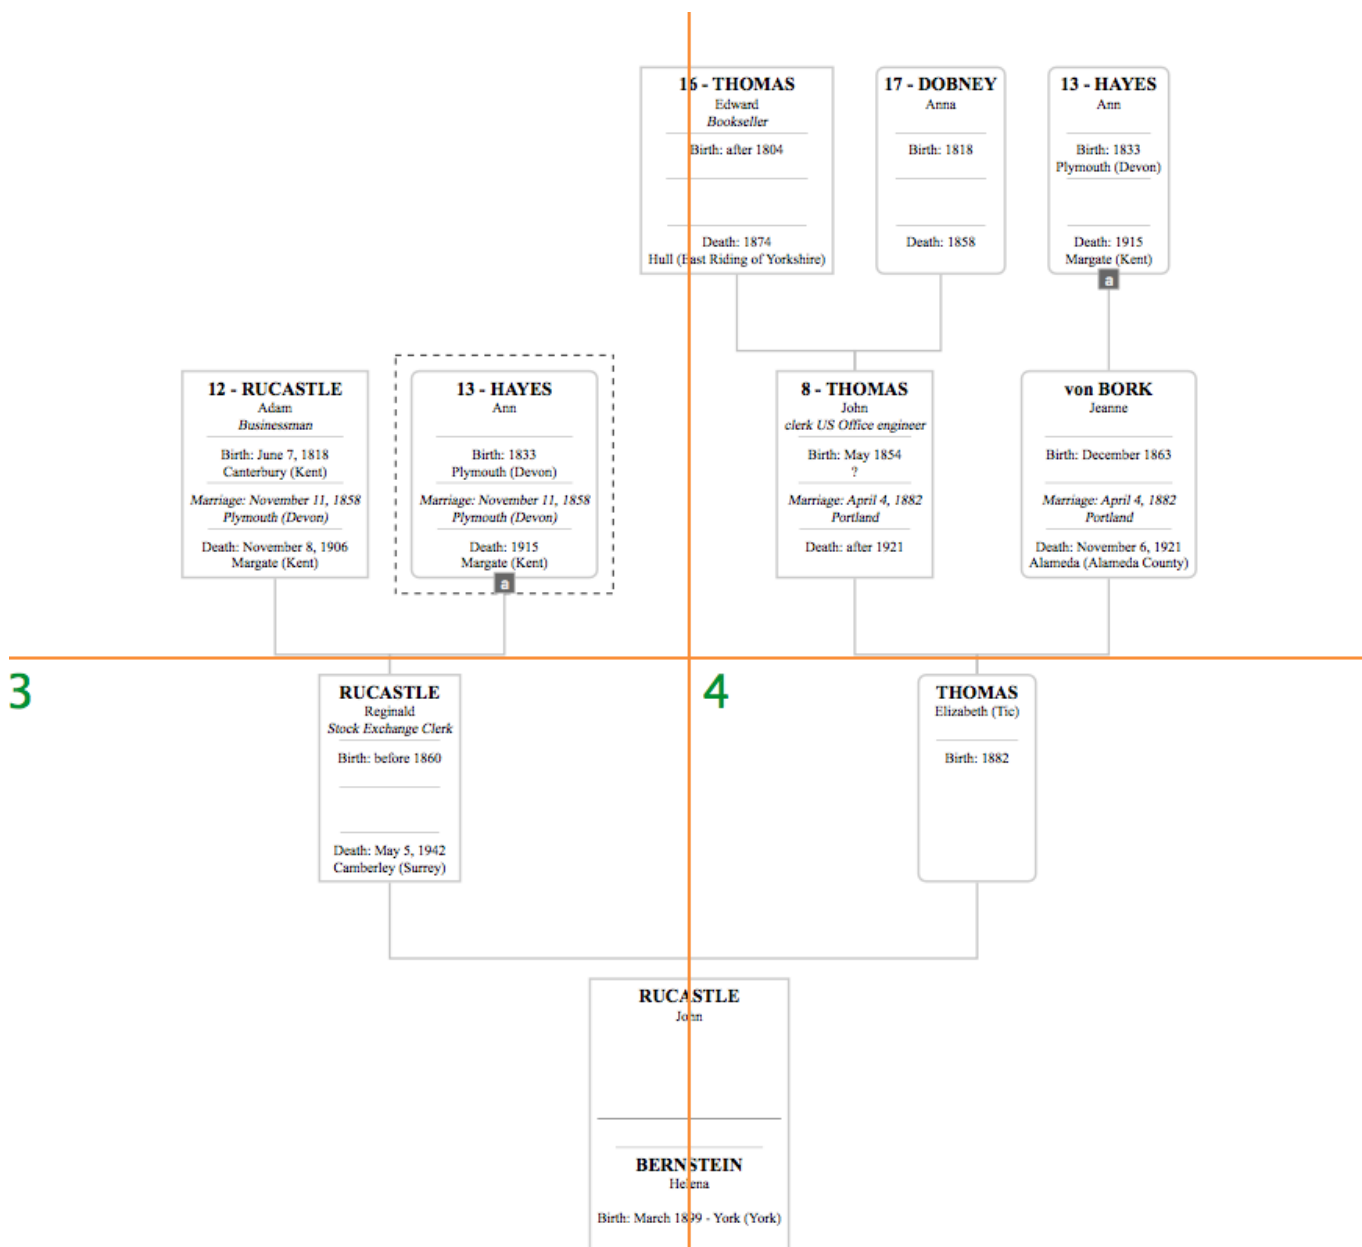 16 - THOMAS
Edward
Bookseller
Birth: after 1804
Death: 1874
Hull (East Riding of Yorkshire)
17 - DOBNEY
Anna
Birth: 1818
Death: 1858
13 - HAYES
Ann
Birth: 1833
Plymouth (Devon)
Death: 1915
Margate (Kent)
a
12 - RUCASTLE
Adam
Businessman
Birth: June 7, 1818
Canterbury (Kent)
Marriage: November 11, 1858
Plymouth (Devon)
Death: November 8, 1906
Margate (Kent)
13 - HAYES
Ann
Birth: 1833
Plymouth (Devon)
Marriage: November 11, 1858
Plymouth (Devon)
Death: 1915
Margate (Kent)
a
8 - THOMAS
John
clerk US Office engineer
Birth: May 1854
?
Marriage: April 4, 1882
Portland
Death: after 1921
von BORK
Jeanne
Birth: December 1863
Marriage: April 4, 1882
Portland
Death: November 6, 1921
Alameda (Alameda County)
3
RUCASTLE
Reginald
Stock Exchange Clerk
Birth: before 1860
Death: May 5, 1942
Camberley (Surrey)
4
THOMAS
Elizabeth (Tic)
Birth: 1882
RUCASTLE
John
BERNSTEIN
Helena
Birth: March 1899 - York (York)